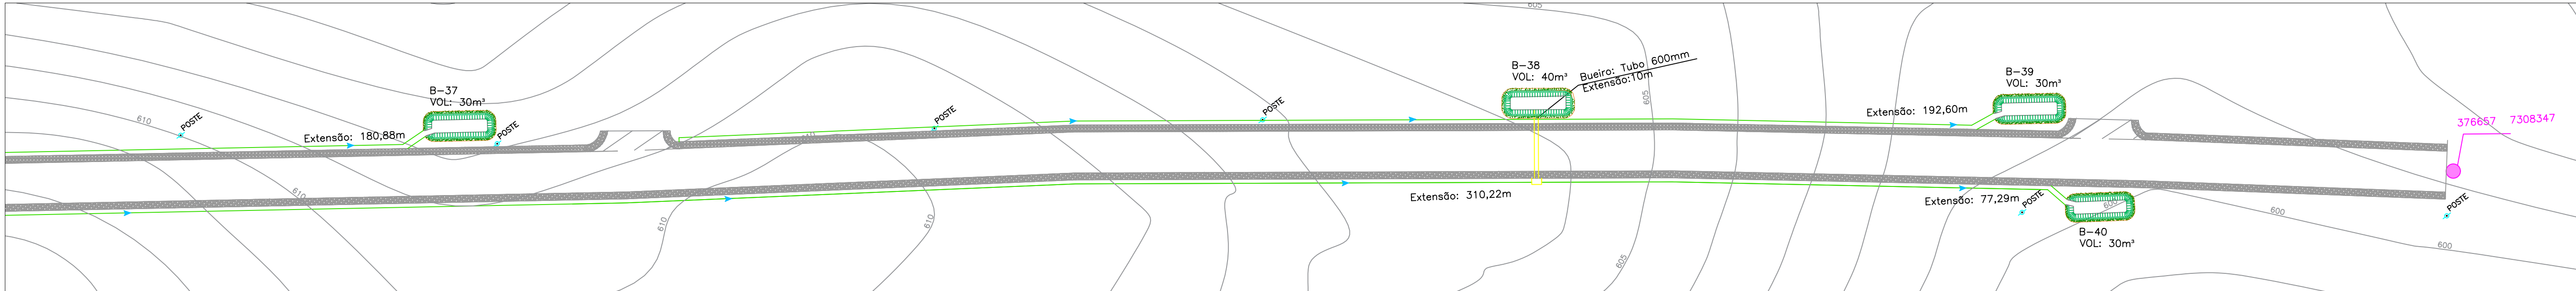 605
B-38
VOL: 40m³
Bueiro: Tubo 600mm
Extensão:10m
B-39
VOL: 30m³
B-37
VOL: 30m³
605
POSTE
POSTE
Extensão: 192,60m
610
POSTE
POSTE
Extensão: 180,88m
376657 7308347
610
Extensão: 310,22m
Extensão: 77,29m
POSTE
POSTE
600
610
610
B-40
VOL: 30m³
600
605